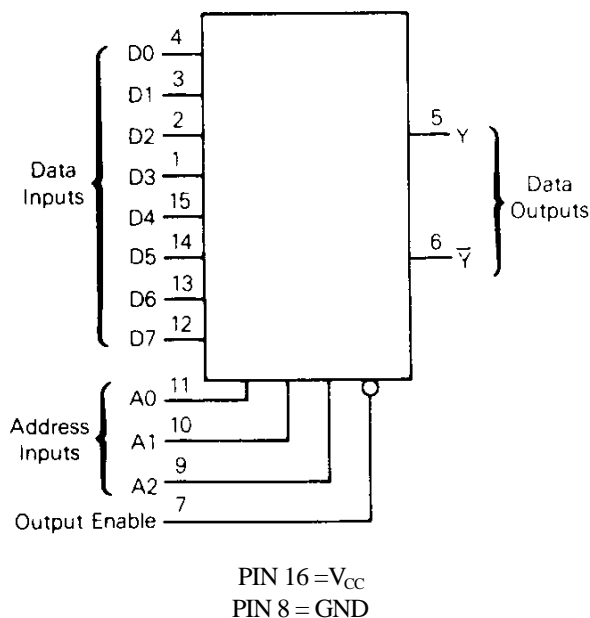 D0 4
D1 3
D2 2
D3 1
D4 15
D5 14
D6 13
D7 12
Data
Inputs
5 Y
6 Y̅
Data
Outputs
A0 11
A1 10
A2 9
Address
Inputs
Output Enable 7
PIN 16 =VCC
PIN 8 = GND